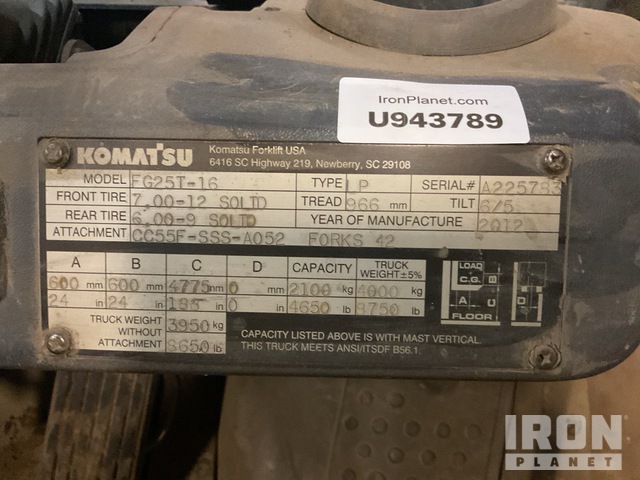 IronPlanet.com
U943789
KOMATSU
Komatsu Forklift USA
6416 SC Highway 219, Newberry, SC 29108
MODEL FG25T-16 TYPE LP SERIAL# A225783
FRONT TIRE 7.00-12 SOLID TREAD 966 mm TILT 6/5
REAR TIRE 6.00-9 SOLID YEAR OF MANUFACTURE 2012
ATTACHMENT CC55F-SSS-A052 FORKS 42
A B C D CAPACITY TRUCK WEIGHT±5%
600 mm 600 mm 4775 mm 0 mm 2100 kg 4000 kg
24 in 24 in in 0 in 4650 lb lb
TRUCK WEIGHT WITHOUT ATTACHMENT 3950 kg
lb
CAPACITY LISTED ABOVE IS WITH MAST VERTICAL.
THIS TRUCK MEETS ANSI/ITSDF B56.1.
LOAD
C.G. B
A C D
FLOOR
IRON
PLANET